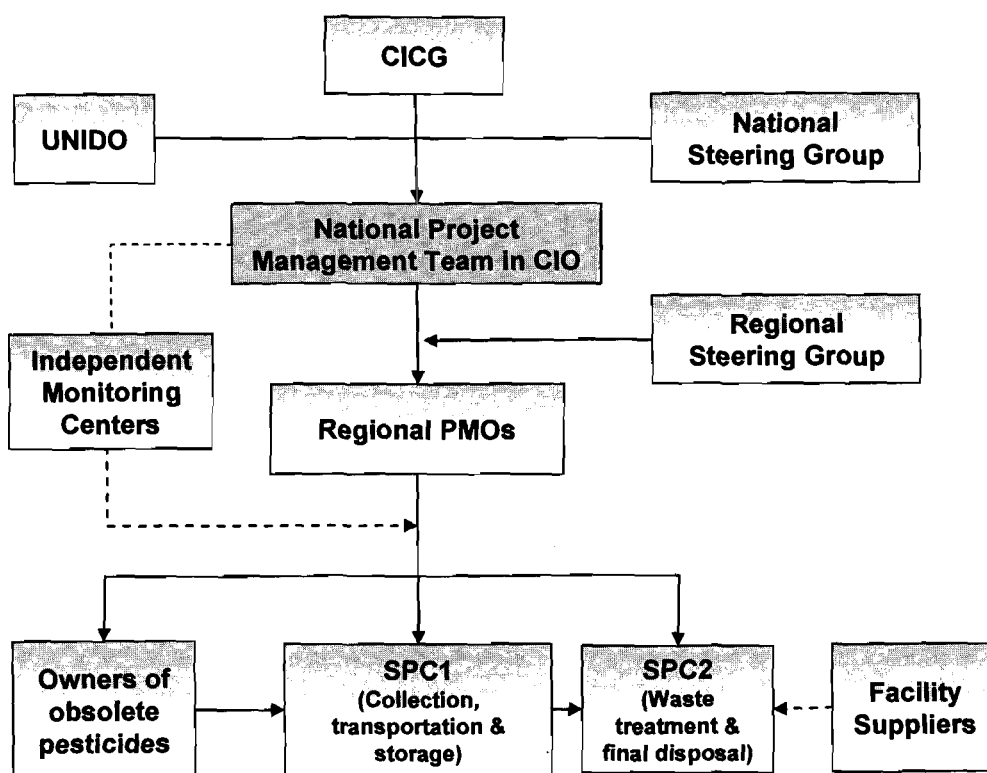 CICG
UNIDO
National
Steering Group
National Project
Management Team in CIO
Regional
Steering Group
Independent
Monitoring
Centers
Regional PMOs
Owners of
obsolete
pesticides
SPC1
(Collection,
transportation &
storage)
SPC2
(Waste
treatment &
final disposal)
Facility
Suppliers